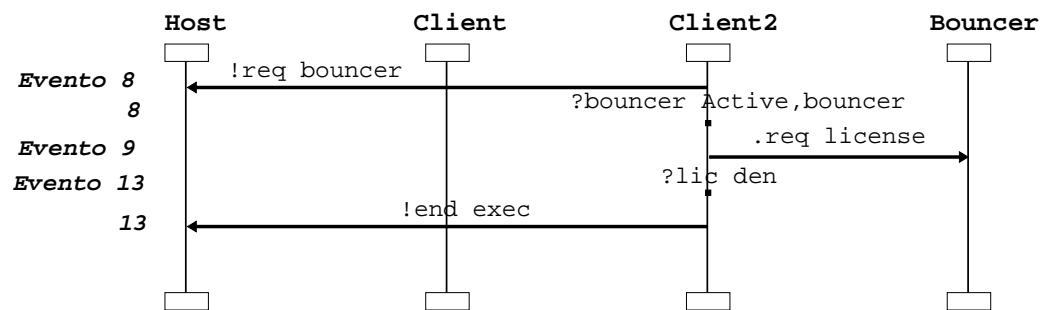 Host Client Client2 Bouncer
Evento 8 !req bouncer
8 ?bouncer Active,bouncer
Evento 9 .req license
Evento 13 ?lic den
13 !end exec